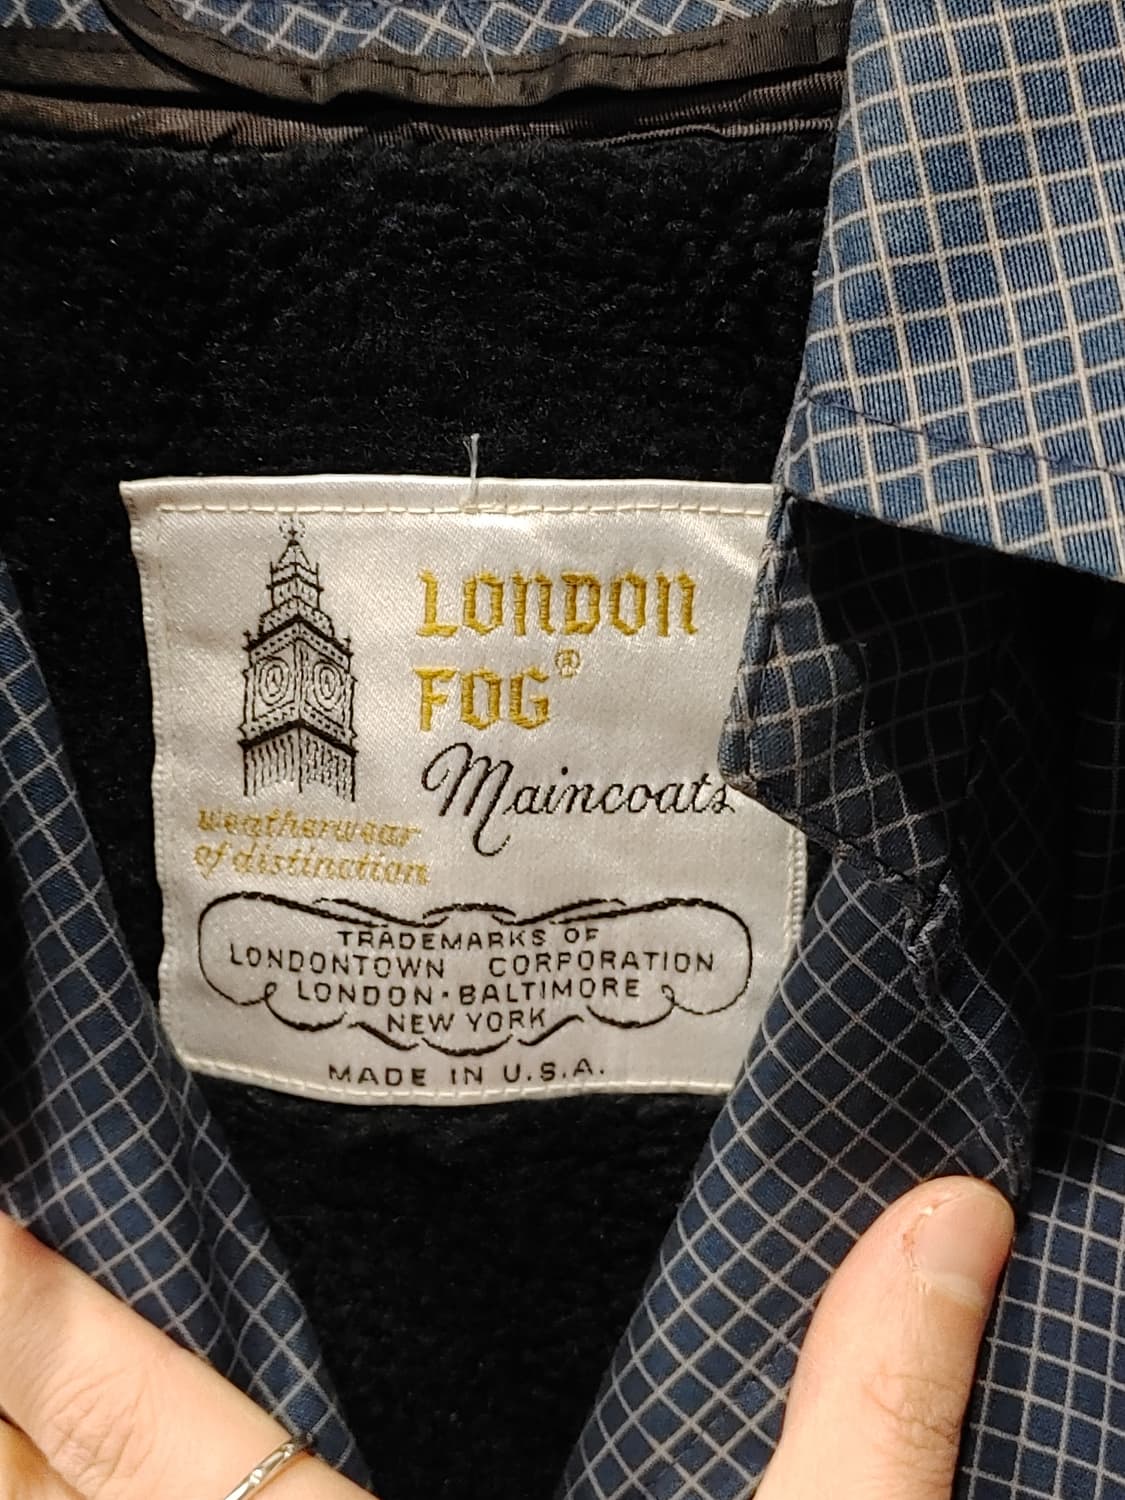 LONDON
FOG®
Maincoats
weatherwear
of distinction
TRADEMARKS OF
LONDONTOWN CORPORATION
LONDON · BALTIMORE
NEW YORK
MADE IN U.S.A.